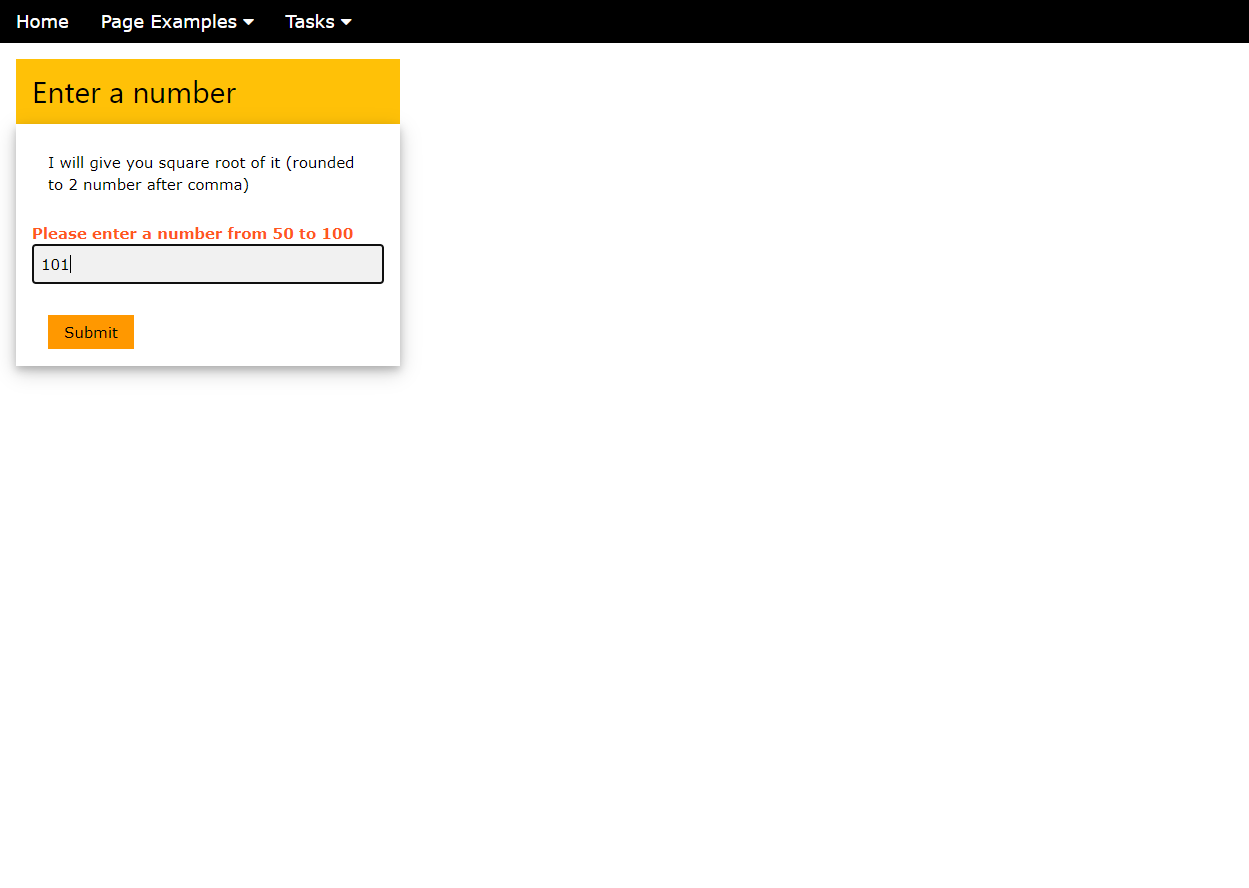 Home Page Examples Tasks
Enter a number
I will give you square root of it (rounded
to 2 number after comma)
Please enter a number from 50 to 100
101
Submit